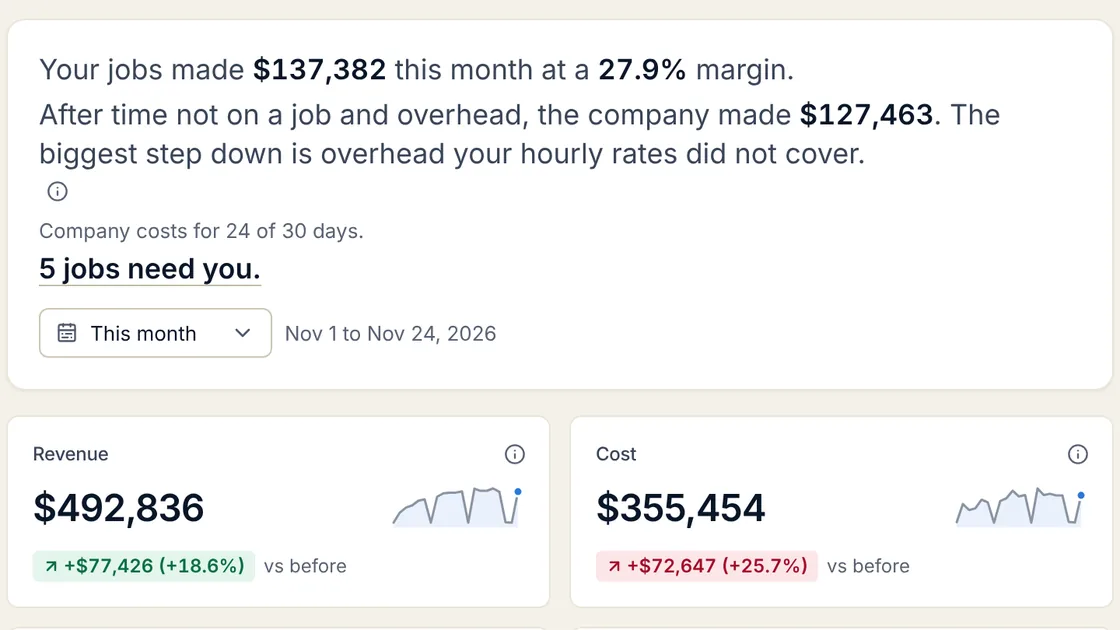 Your jobs made $137,382 this month at a 27.9% margin.
After time not on a job and overhead, the company made $127,463. The
biggest step down is overhead your hourly rates did not cover.
Company costs for 24 of 30 days.
5 jobs need you.
This month
Nov 1 to Nov 24, 2026
Revenue
$492,836
+$77,426 (+18.6%) vs before
Cost
$355,454
+$72,647 (+25.7%) vs before